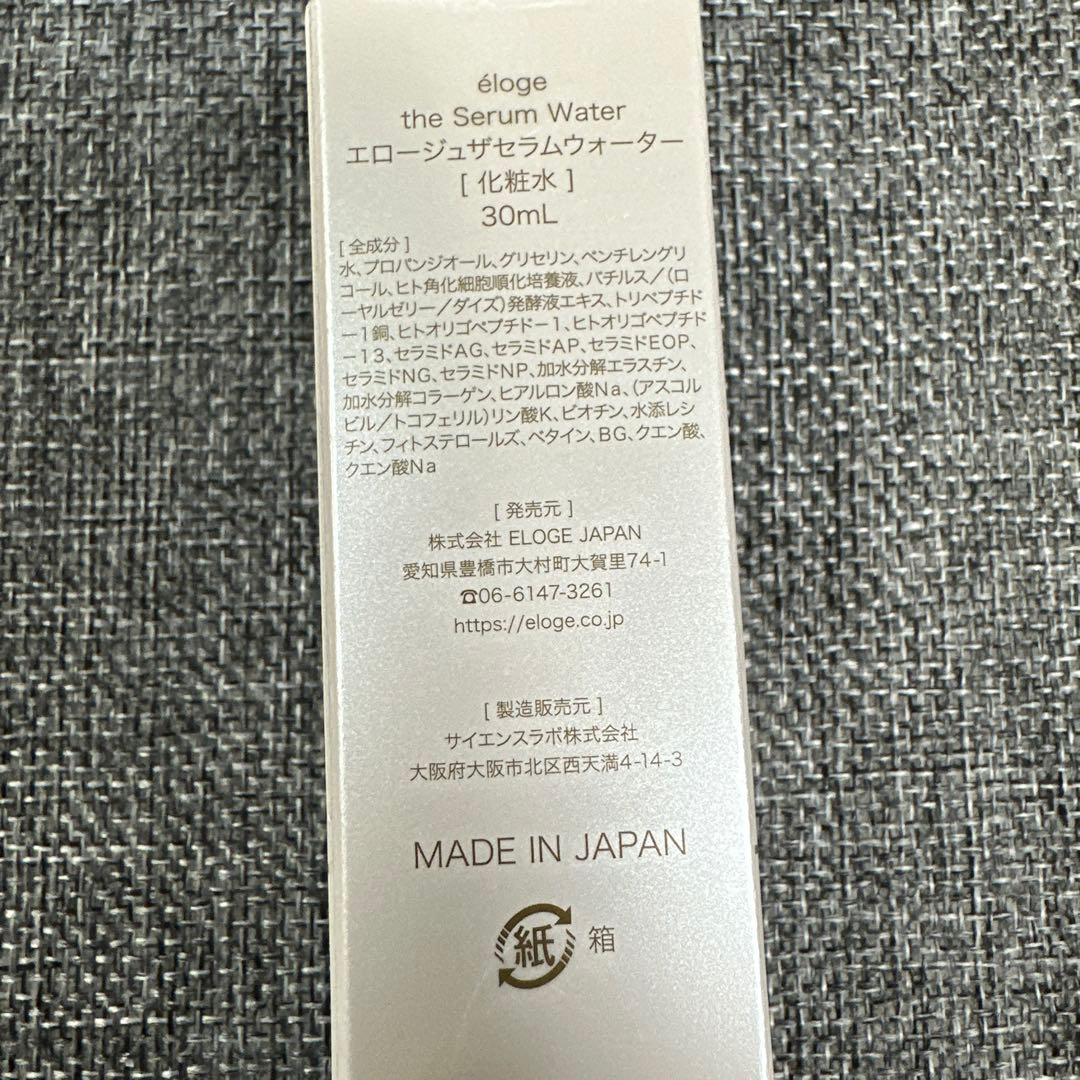 éloge
the Serum Water
エロージュザセラムウォーター
[ 化粧水 ]
30mL
[ 全成分 ]
水、プロパンジオール、グリセリン、ペンチレングリ
コール、ヒト角化細胞順化培養液、バチルス／（ロ
ーヤルゼリー／ダイズ）発酵液エキス、トリペプチド
ー1銅、ヒトオリゴペプチドー1、ヒトオリゴペプチド
ー13、セラミドAG、セラミドAP、セラミドEOP、
セラミドNG、セラミドNP、加水分解エラスチン、
加水分解コラーゲン、ヒアルロン酸Na、（アスコル
ビル／トコフェリル）リン酸K、ビオチン、水添レシ
チン、フィトステロールズ、ベタイン、BG、クエン酸、
クエン酸Na
[ 発売元 ]
株式会社 ELOGE JAPAN
愛知県豊橋市大村町大賀里74-1
☎06-6147-3261
https://eloge.co.jp
[ 製造販売元 ]
サイエンスラボ株式会社
大阪府大阪市北区西天満4-14-3
MADE IN JAPAN
紙 箱